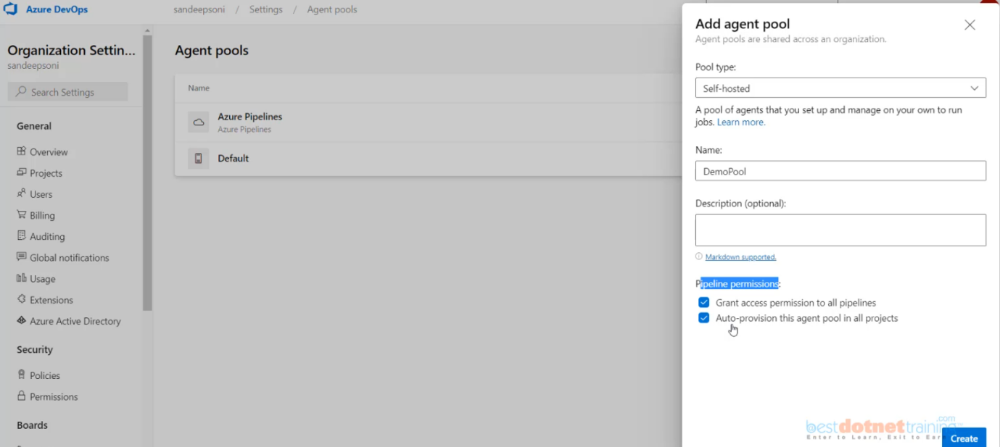 Azure DevOps
sandeepsoni / Settings / Agent pools
Organization Settin...
sandeepsoni
Search Settings
General
Overview
Projects
Users
Billing
Auditing
Global notifications
Usage
Extensions
Azure Active Directory
Security
Policies
Permissions
Boards
Agent pools
Name
Azure Pipelines
Azure Pipelines
Default
Add agent pool
Agent pools are shared across an organization.
Pool type:
Self-hosted
A pool of agents that you set up and manage on your own to run
jobs. Learn more.
Name:
DemoPool
Description (optional):
Markdown supported.
Pipeline permissions:
Grant access permission to all pipelines
Auto-provision this agent pool in all projects
bestdotnettraining.com
Enter to Learn, Exit to Earn
Create